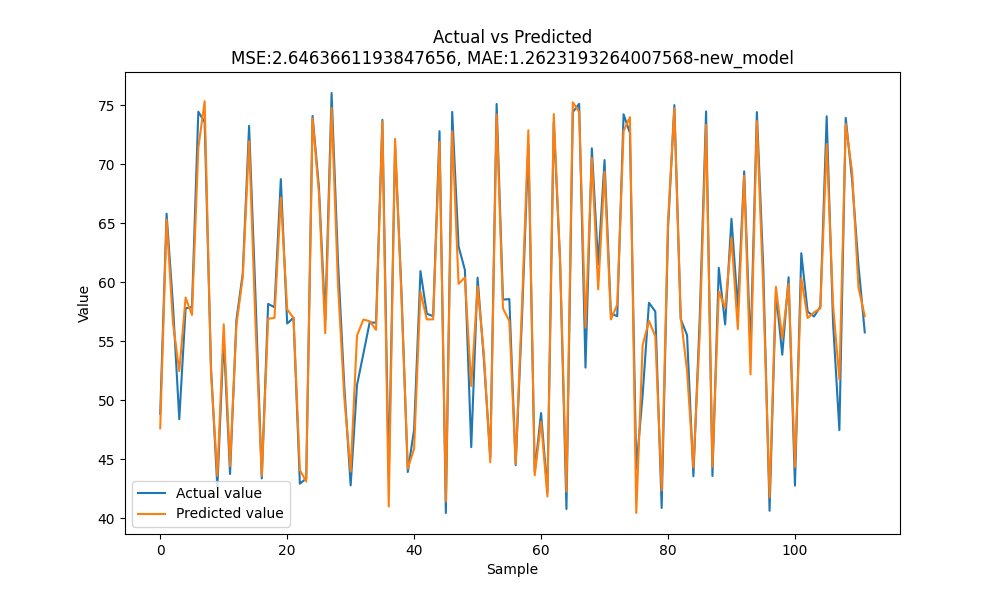 Actual vs Predicted
MSE:2.6463661193847656, MAE:1.2623193264007568-new_model
Value
75
70
65
60
55
50
45
40
Actual value
Predicted value
0 20 40 60 80 100
Sample